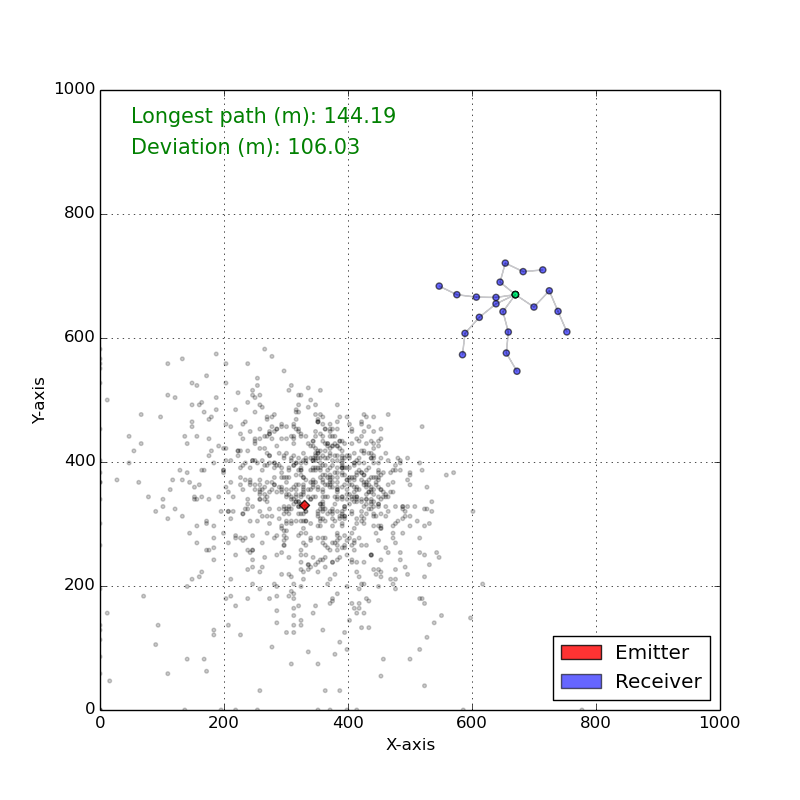 Longest path (m): 144.19
Deviation (m): 106.03
1000
800
600
400
200
0
Y-axis
0 200 400 600 800 1000
X-axis
Emitter
Receiver